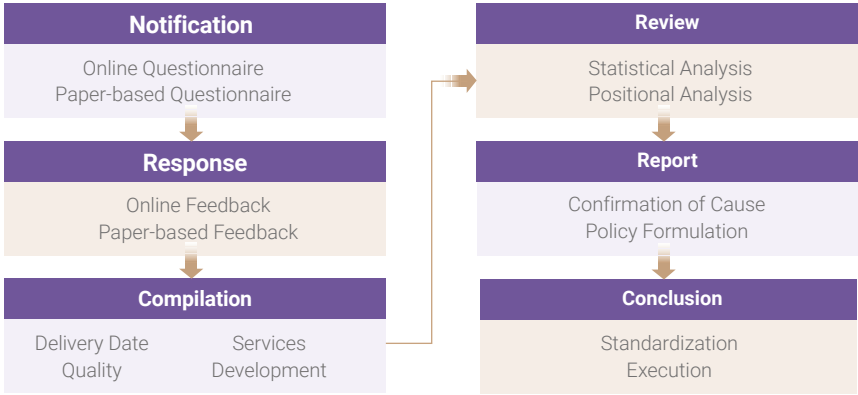 Notification
Online Questionnaire
Paper-based Questionnaire
Response
Online Feedback
Paper-based Feedback
Compilation
Delivery Date Services
Quality Development
Review
Statistical Analysis
Positional Analysis
Report
Confirmation of Cause
Policy Formulation
Conclusion
Standardization
Execution